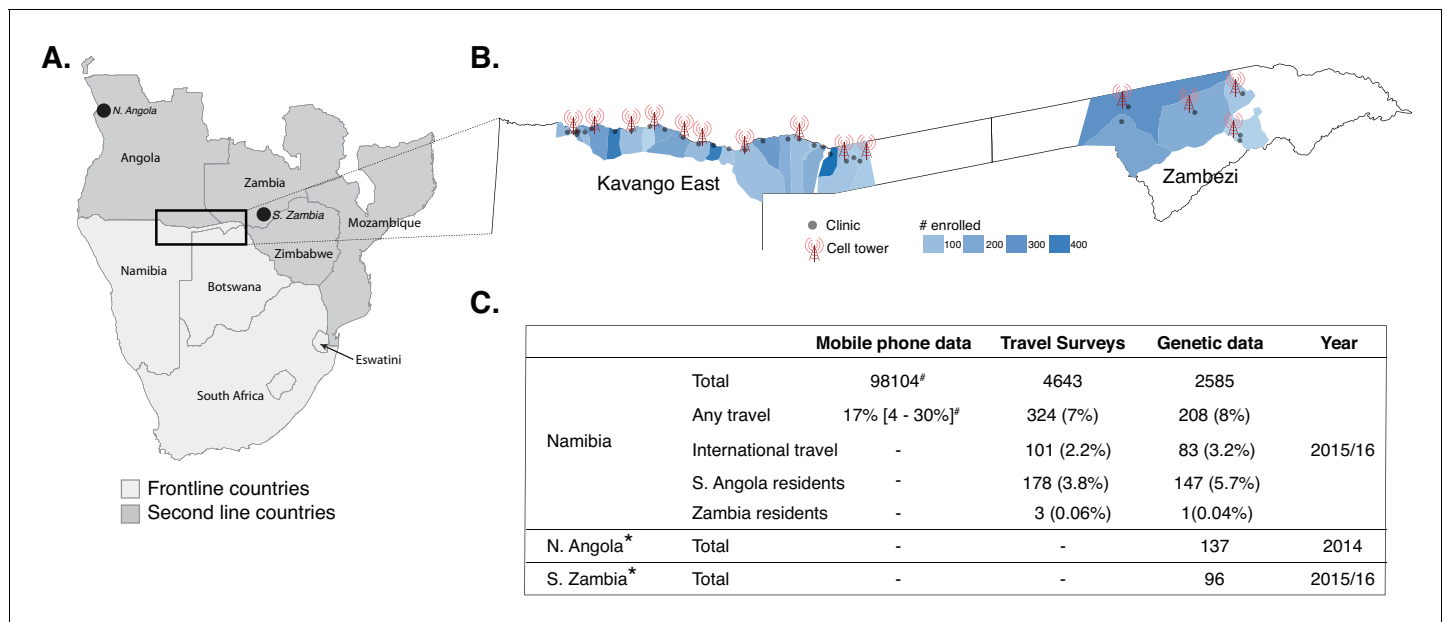 A.
N. Angola
Angola
Zambia
S. Zambia
Mozambique
Zimbabwe
Namibia
Botswana
Eswatini
South Africa
Frontline countries
Second line countries
B.
Kavango East
Zambezi
Clinic
Cell tower
# enrolled
100 200 300 400
C.
Mobile phone data Travel Surveys Genetic data Year
Namibia
Total 98104# 4643 2585
Any travel 17% [4 - 30%]# 324 (7%) 208 (8%)
International travel - 101 (2.2%) 83 (3.2%) 2015/16
S. Angola residents - 178 (3.8%) 147 (5.7%)
Zambia residents - 3 (0.06%) 1(0.04%)
N. Angola* Total - - 137 2014
S. Zambia* Total - - 96 2015/16